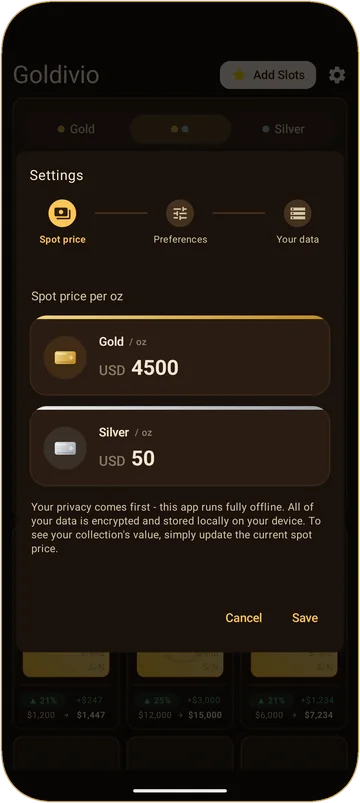 Goldivio
Add Slots
Gold
Silver
Settings
Spot price
Preferences
Your data
Spot price per oz
Gold / oz
USD 4500
Silver / oz
USD 50
Your privacy comes first - this app runs fully offline. All of
your data is encrypted and stored locally on your device. To
see your collection's value, simply update the current spot
price.
Cancel
Save
▲ 21% +$247
$1,200 → $1,447
▲ 25% +$3,000
$12,000 → $15,000
▲ 21% +$1,234
$6,000 → $7,234